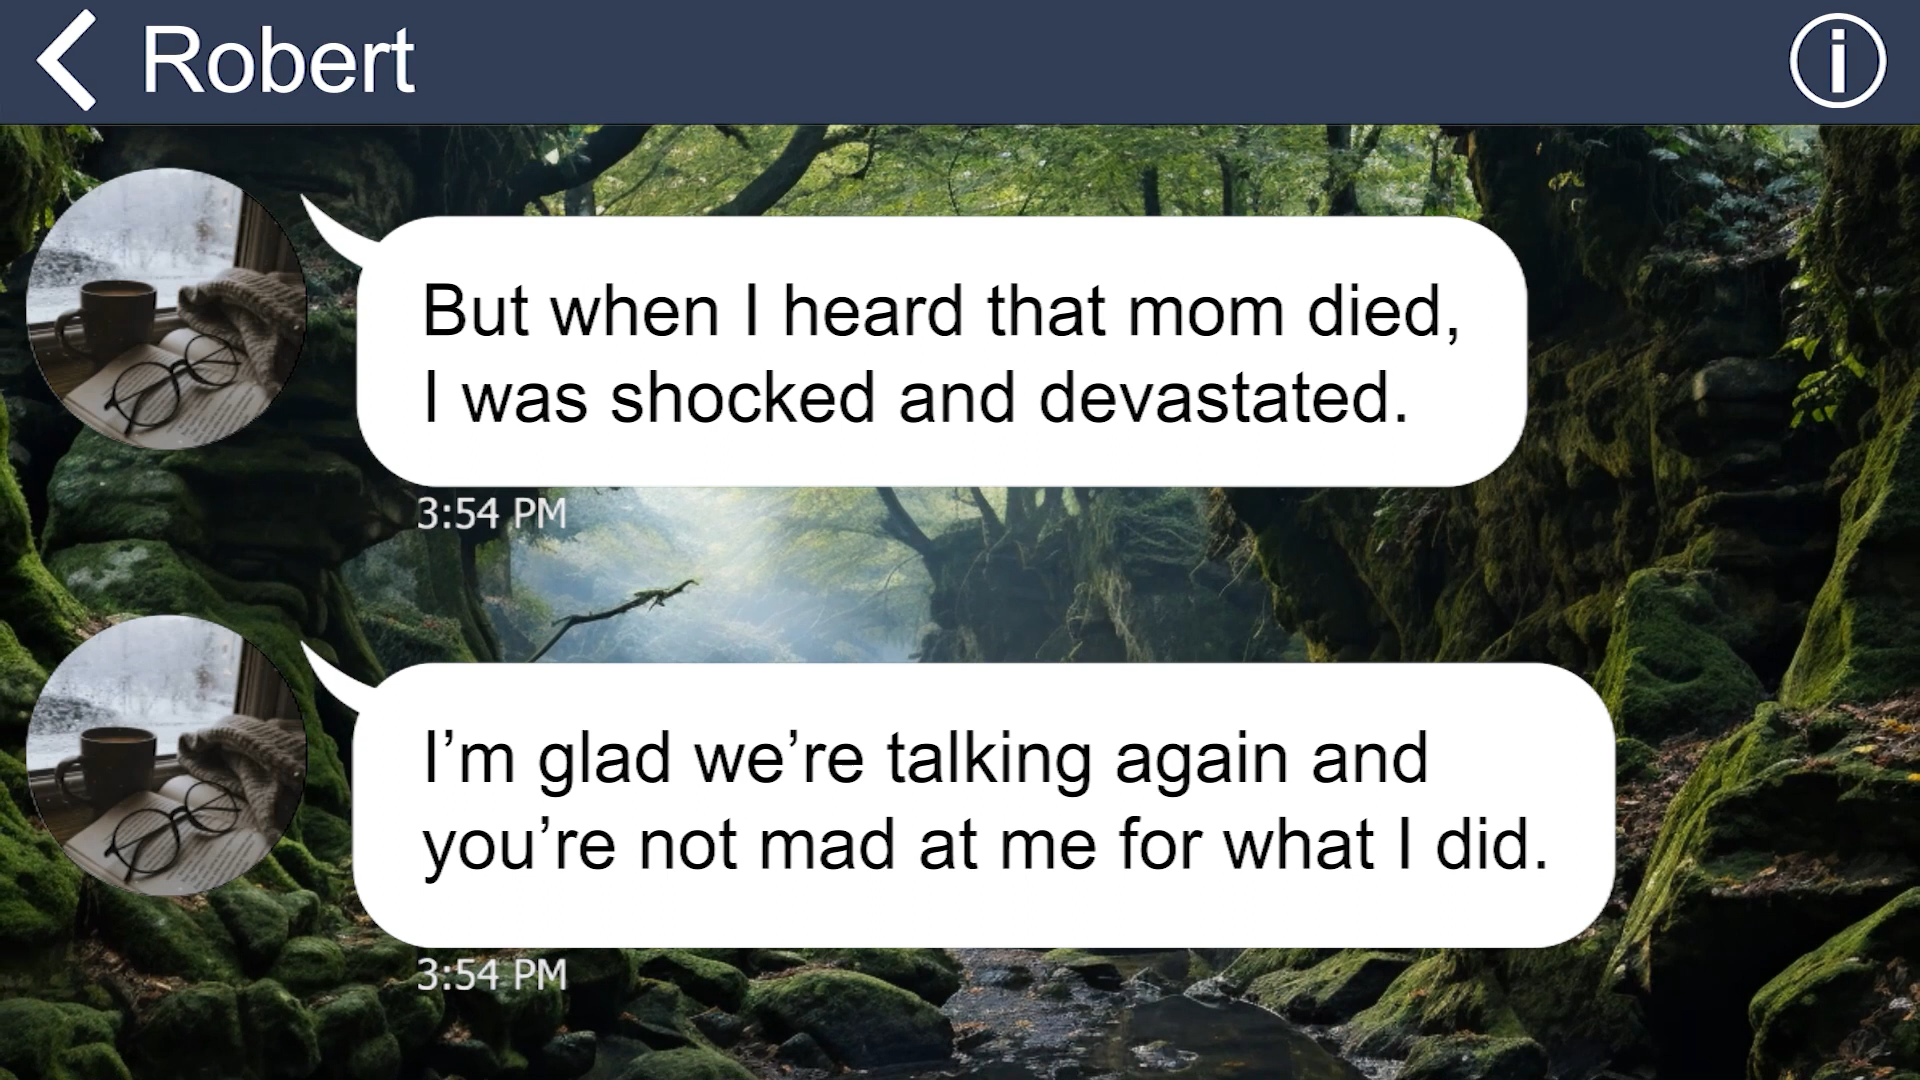 Robert
But when I heard that mom died,
I was shocked and devastated.
3:54 PM
I’m glad we’re talking again and
you’re not mad at me for what I did.
3:54 PM